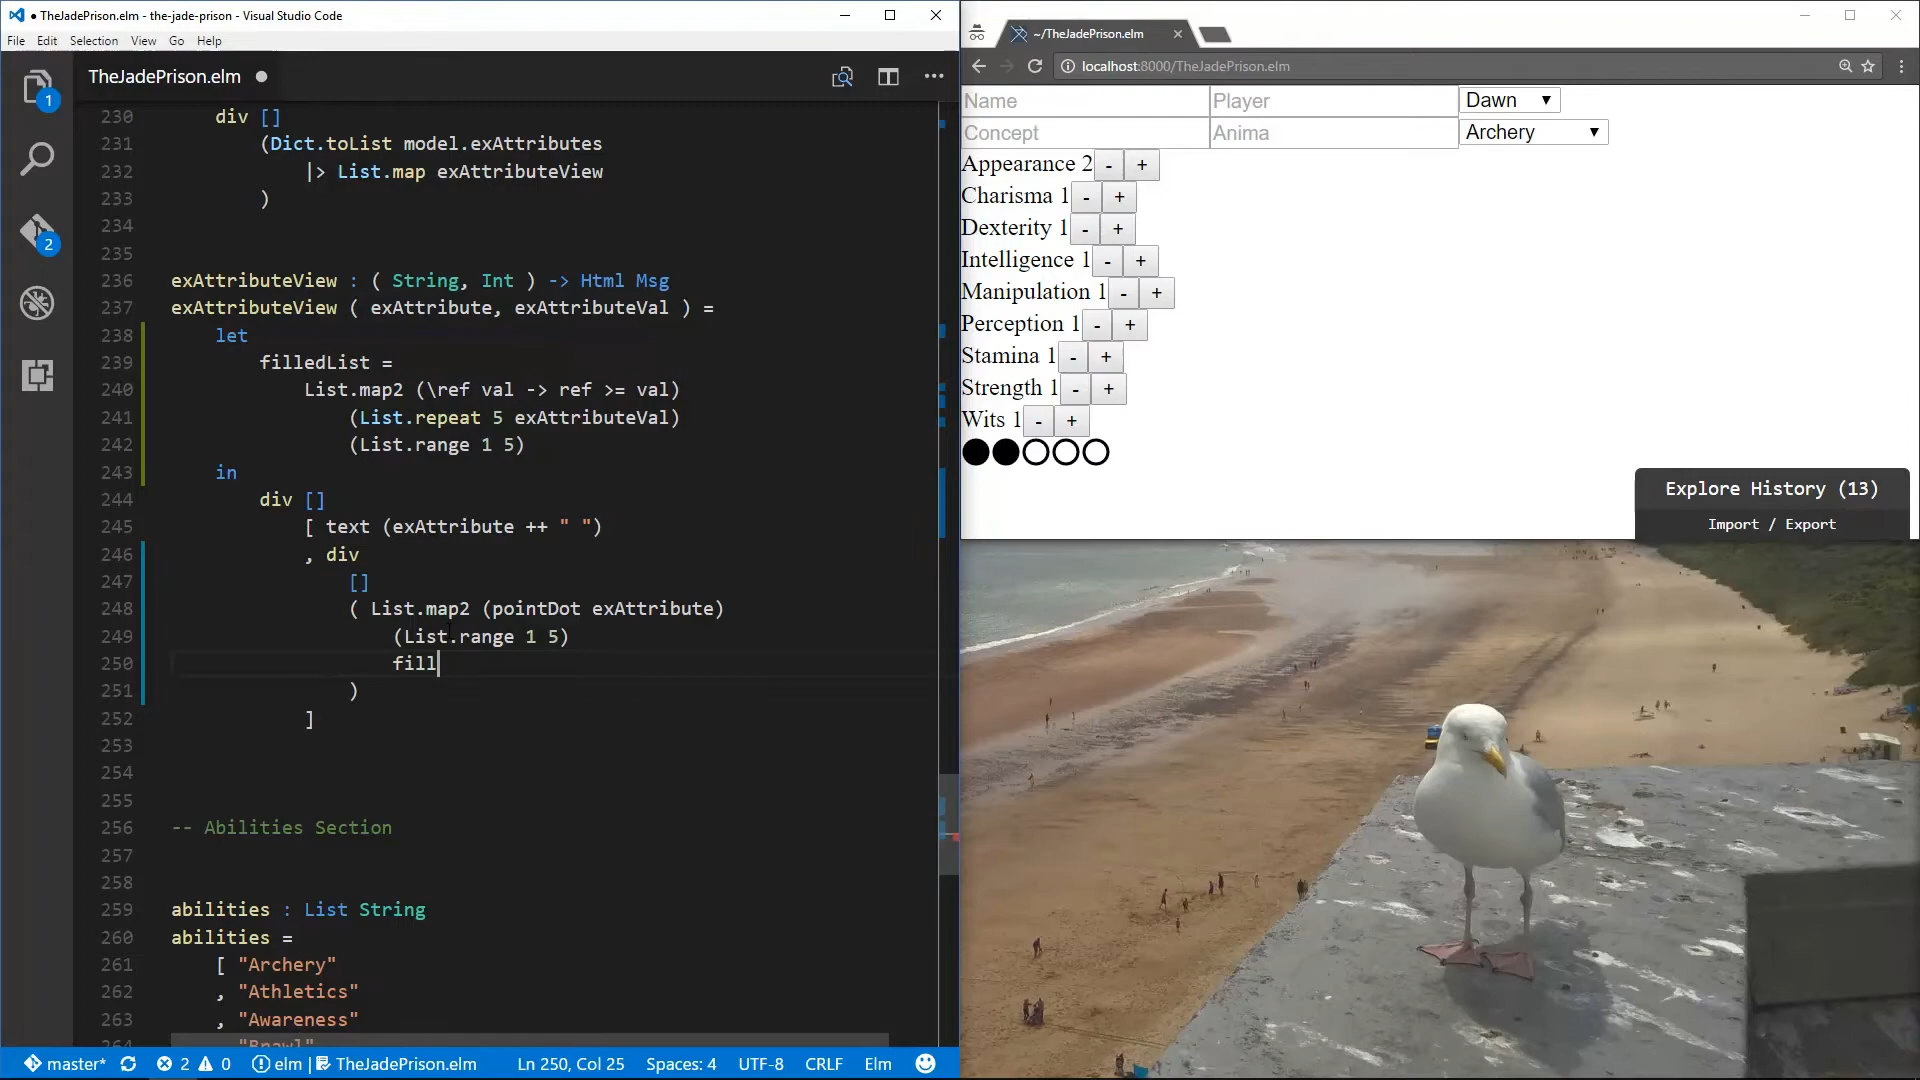 TheJadePrison.elm - the-jade-prison - Visual Studio Code
File Edit Selection View Go Help
TheJadePrison.elm
1
2
230 div []
231 (Dict.toList model.exAttributes
232 |> List.map exAttributeView
233 )
234
235
236 exAttributeView : ( String, Int ) -> Html Msg
237 exAttributeView ( exAttribute, exAttributeVal ) =
238 let
239 filledList =
240 List.map2 (\ref val -> ref >= val)
241 (List.repeat 5 exAttributeVal)
242 (List.range 1 5)
243 in
244 div []
245 [ text (exAttribute ++ " ")
246 , div
247 []
248 ( List.map2 (pointDot exAttribute)
249 (List.range 1 5)
250 fill
251 )
252 ]
253
254
255
256 -- Abilities Section
257
258
259 abilities : List String
260 abilities =
261 [ "Archery"
262 , "Athletics"
263 , "Awareness"
264 , "Brawl"
master* 2 0 elm TheJadePrison.elm Ln 250, Col 25 Spaces: 4 UTF-8 CRLF Elm
~/TheJadePrison.elm
localhost:8000/TheJadePrison.elm
Name Player Dawn
Concept Anima Archery
Appearance 2 - +
Charisma 1 - +
Dexterity 1 - +
Intelligence 1 - +
Manipulation 1 - +
Perception 1 - +
Stamina 1 - +
Strength 1 - +
Wits 1 - +
Explore History (13)
Import / Export